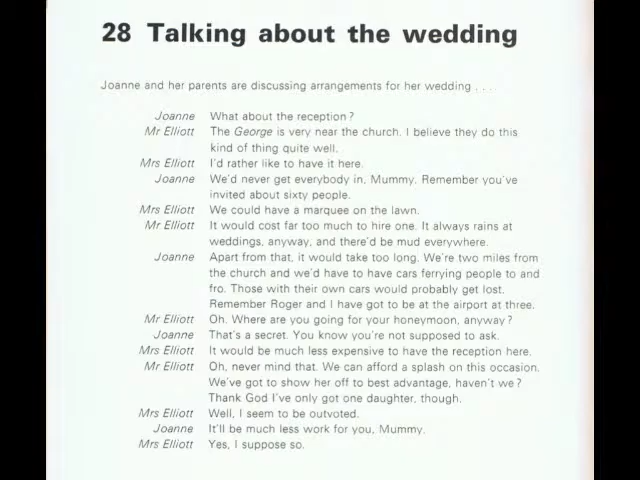 28 Talking about the wedding
Joanne and her parents are discussing arrangements for her wedding . . .
Joanne What about the reception?
Mr Elliott The George is very near the church. I believe they do this
kind of thing quite well.
Mrs Elliott I'd rather like to have it here.
Joanne We'd never get everybody in, Mummy. Remember you've
invited about sixty people.
Mrs Elliott We could have a marquee on the lawn.
Mr Elliott It would cost far too much to hire one. It always rains at
weddings, anyway, and there'd be mud everywhere.
Joanne Apart from that, it would take too long. We're two miles from
the church and we'd have to have cars ferrying people to and
fro. Those with their own cars would probably get lost.
Remember Roger and I have got to be at the airport at three.
Mr Elliott Oh. Where are you going for your honeymoon, anyway?
Joanne That's a secret. You know you're not supposed to ask.
Mrs Elliott It would be much less expensive to have the reception here.
Mr Elliott Oh, never mind that. We can afford a splash on this occasion.
We've got to show her off to best advantage, haven't we?
Thank God I've only got one daughter, though.
Mrs Elliott Well, I seem to be outvoted.
Joanne It'll be much less work for you, Mummy.
Mrs Elliott Yes, I suppose so.